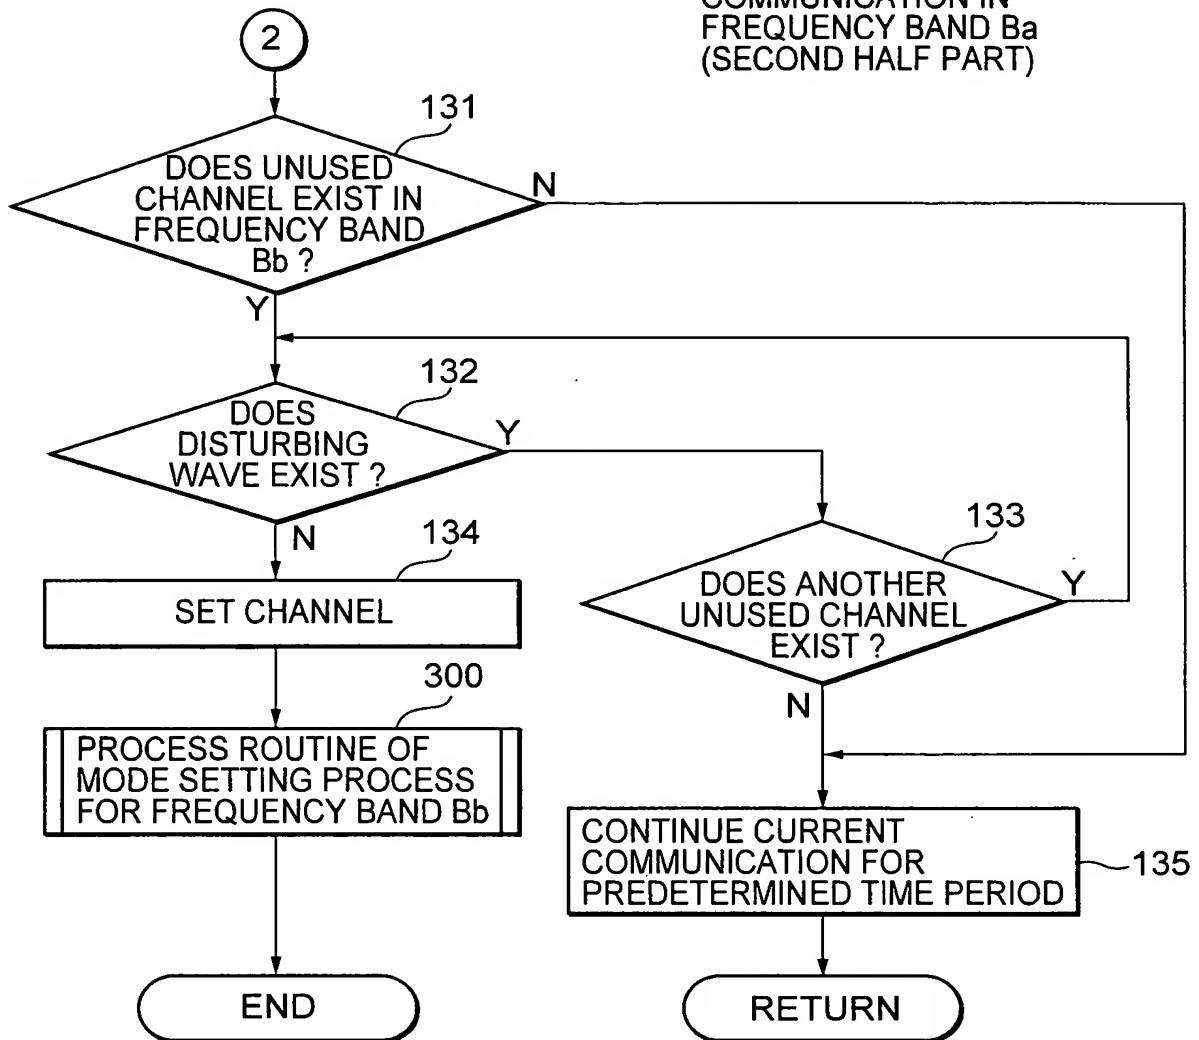 COMMUNICATION IN
FREQUENCY BAND Ba
(SECOND HALF PART)
2
131
DOES UNUSED
CHANNEL EXIST IN
FREQUENCY BAND
Bb ?
N
Y
132
DOES
DISTURBING
WAVE EXIST ?
Y
N
133
DOES ANOTHER
UNUSED CHANNEL
EXIST ?
Y
N
134
SET CHANNEL
300
PROCESS ROUTINE OF
MODE SETTING PROCESS
FOR FREQUENCY BAND Bb
CONTINUE CURRENT
COMMUNICATION FOR
PREDETERMINED TIME PERIOD
135
END
RETURN